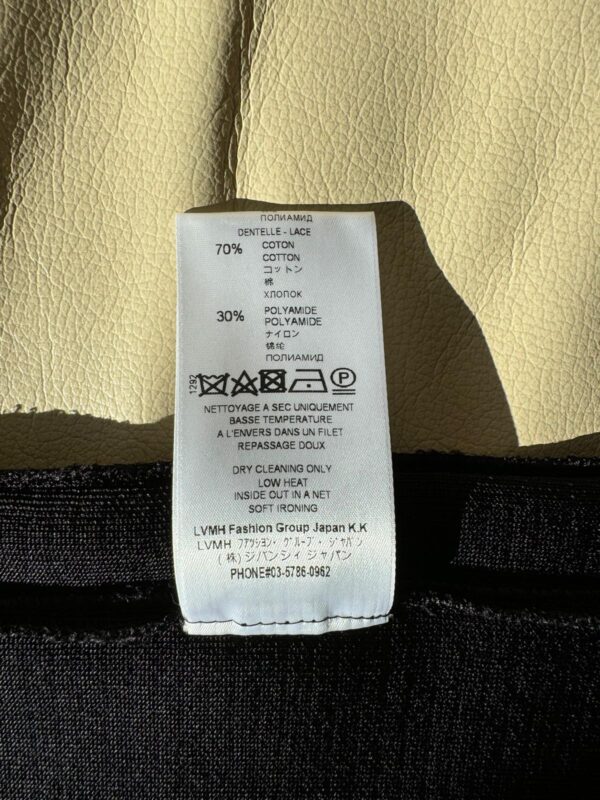 ПОЛИАМИД
DENTELLE - LACE
70% COTON
COTTON
コットン
棉
ХЛОПОК
30% POLYAMIDE
POLYAMIDE
ナイロン
锦纶
ПОЛИАМИД
1292
P
NETTOYAGE A SEC UNIQUEMENT
BASSE TEMPERATURE
A L'ENVERS DANS UN FILET
REPASSAGE DOUX
DRY CLEANING ONLY
LOW HEAT
INSIDE OUT IN A NET
SOFT IRONING
LVMH Fashion Group Japan K.K
LVMH ファッション・グループ・ジャパン
(株)ジバンシィ ジャパン
PHONE#03-5786-0962